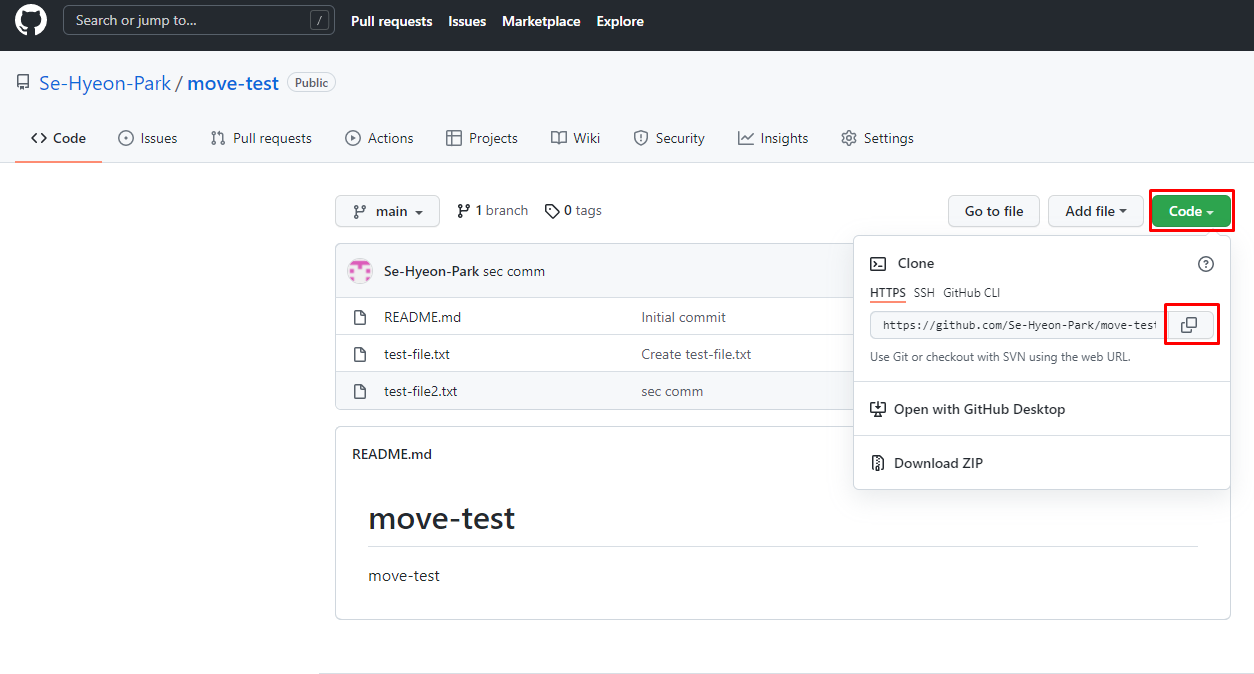 Search or jump to... /
Pull requests Issues Marketplace Explore
Se-Hyeon-Park / move-test Public
Code Issues Pull requests Actions Projects Wiki Security Insights Settings
main 1 branch 0 tags Go to file Add file Code
Se-Hyeon-Park sec comm
README.md Initial commit
test-file.txt Create test-file.txt
test-file2.txt sec comm
Clone
HTTPS SSH GitHub CLI
https://github.com/Se-Hyeon-Park/move-test
Use Git or checkout with SVN using the web URL.
Open with GitHub Desktop
Download ZIP
README.md
move-test
move-test